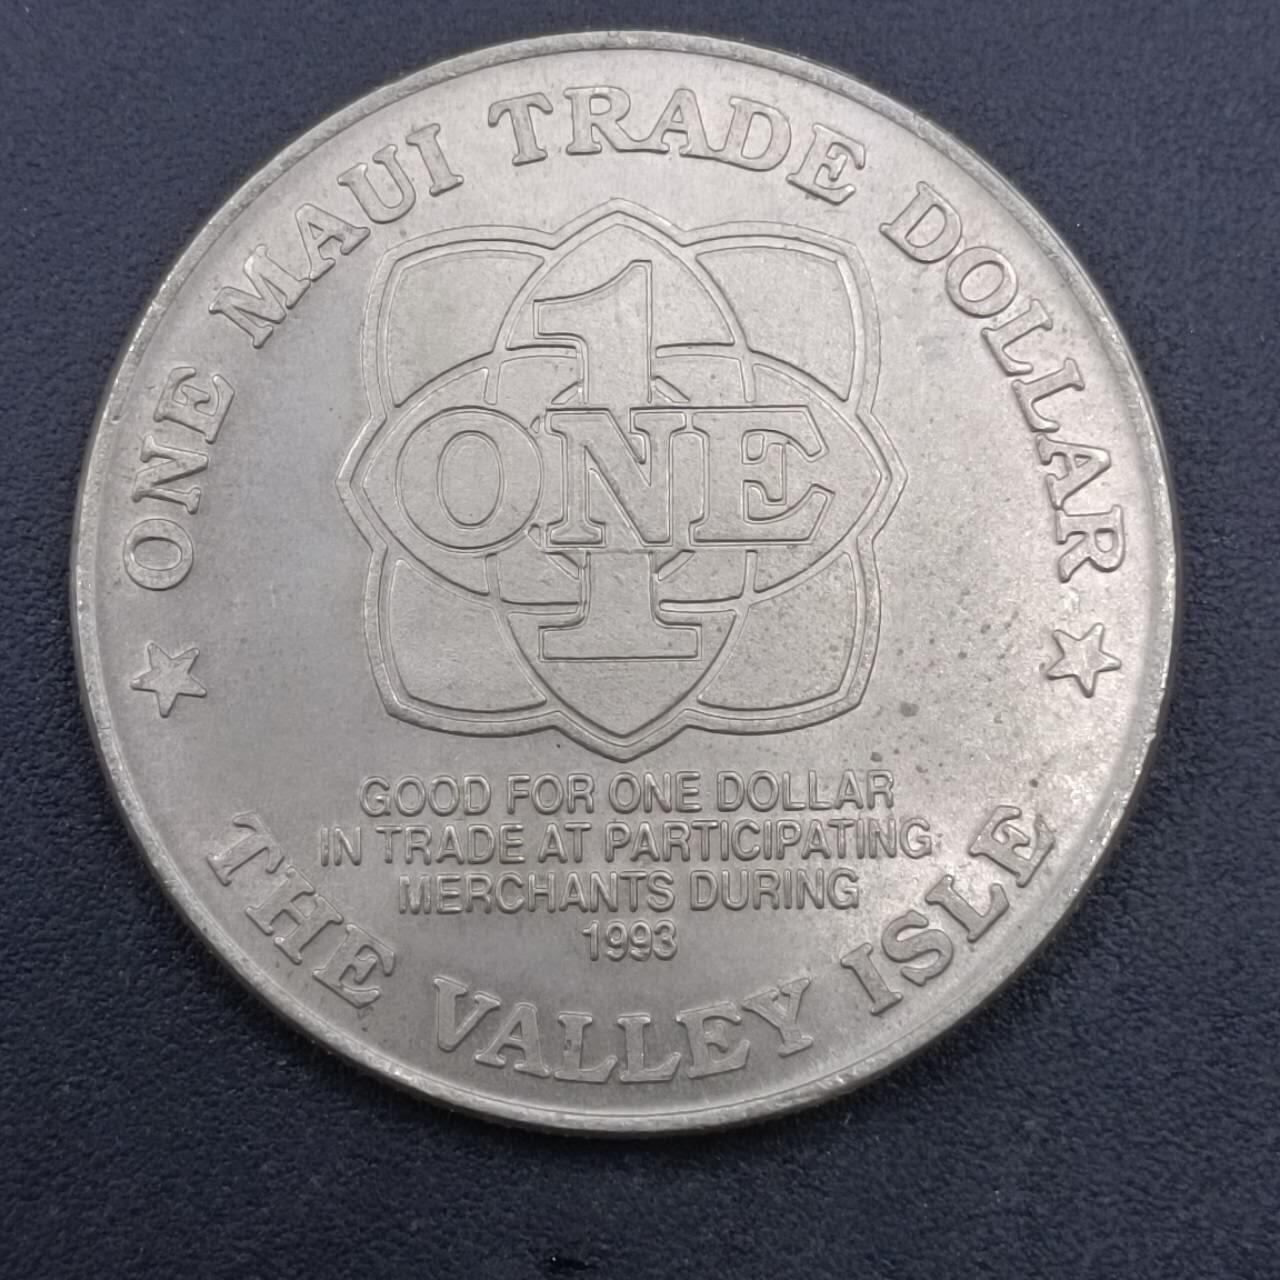 ONE MAUI TRADE DOLLAR
1
ONE
GOOD FOR ONE DOLLAR
IN TRADE AT PARTICIPATING
MERCHANTS DURING
1993
THE VALLEY ISLE